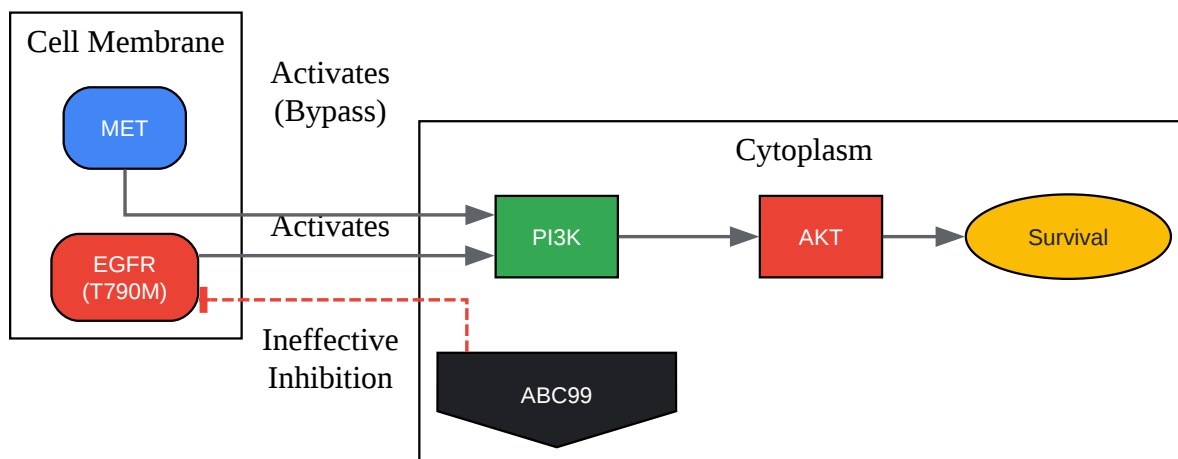 Cell Membrane
Activates
(Bypass)
MET
Cytoplasm
Activates
PI3K
AKT
Survival
EGFR
(T790M)
Ineffective
Inhibition
ABC99